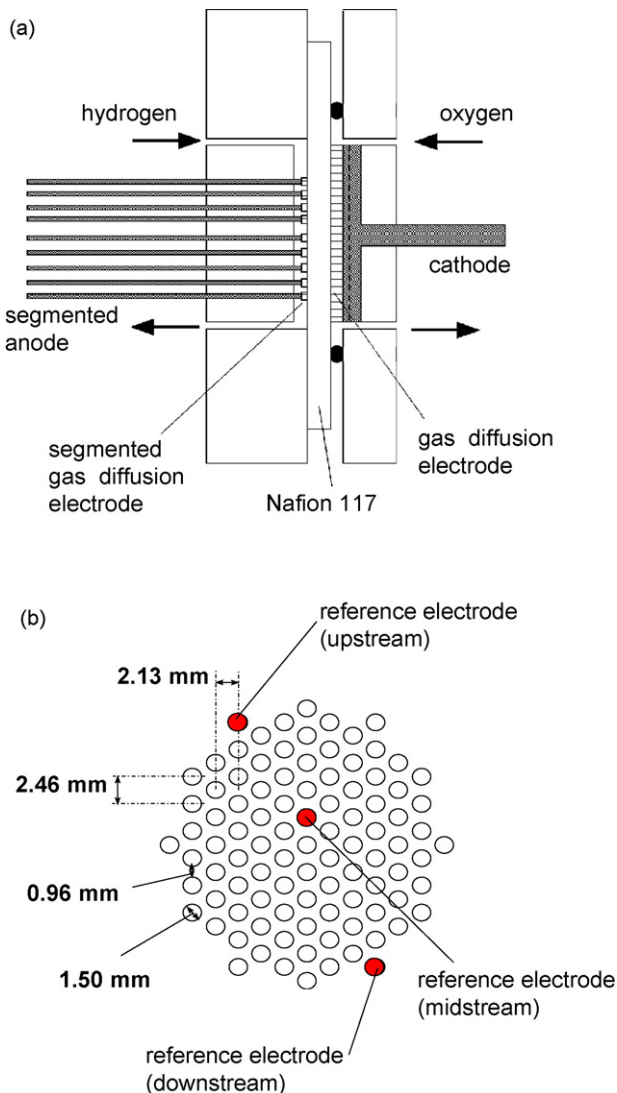 (a)
hydrogen
oxygen
cathode
segmented
anode
segmented
gas diffusion
electrode
gas diffusion
electrode
Nafion 117
(b)
reference electrode
(upstream)
2.13 mm
2.46 mm
0.96 mm
1.50 mm
reference electrode
(midstream)
reference electrode
(downstream)